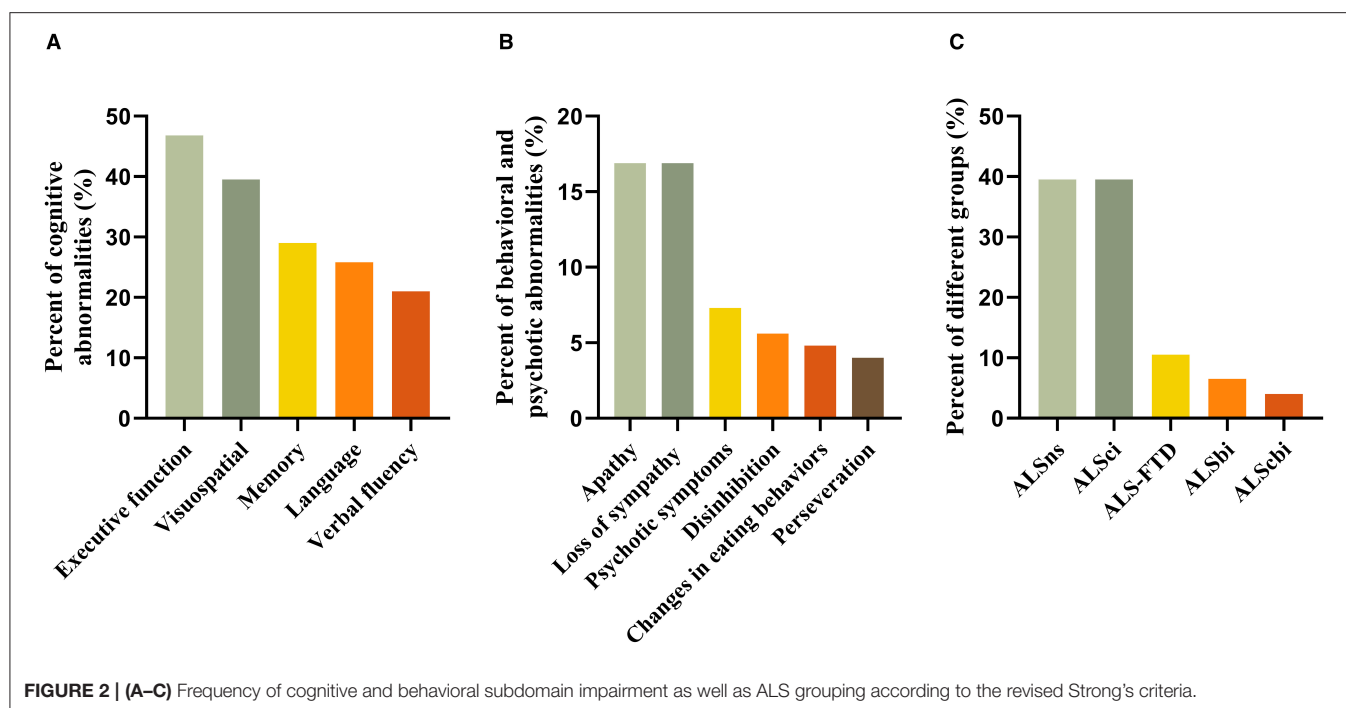 A
Percent of cognitive
abnormalities (%)
50
40
30
20
10
0
Executive function
Visuospatial
Memory
Language
Verbal fluency
B
Percent of behavioral and
psychotic abnormalities (%)
20
15
10
5
0
Apathy
Loss of sympathy
Psychotic symptoms
Disinhibition
Changes in eating behaviors
Perseveration
C
Percent of different groups (%)
50
40
30
20
10
0
ALSns
ALSci
ALS-FTD
ALSbi
ALScbi
FIGURE 2 | (A–C) Frequency of cognitive and behavioral subdomain impairment as well as ALS grouping according to the revised Strong's criteria.